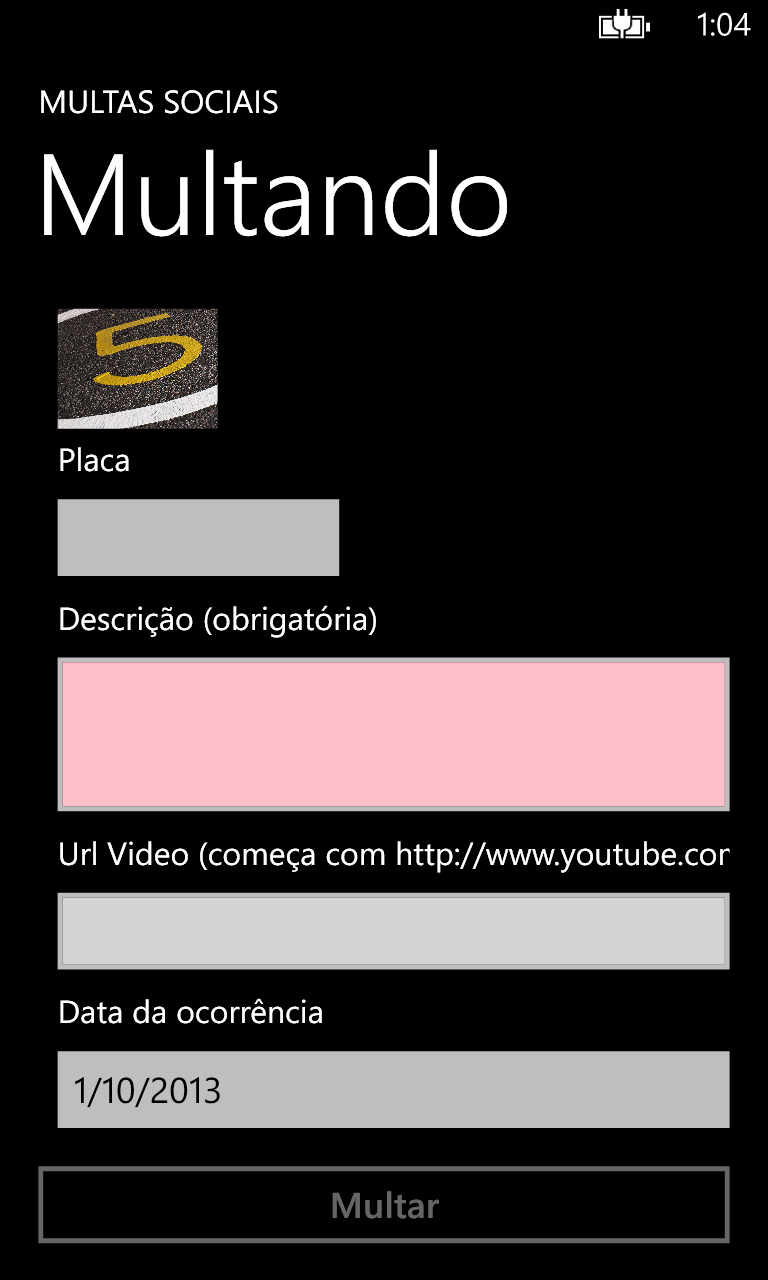 1:04
MULTAS SOCIAIS
Multando
5
Placa
Descrição (obrigatória)
Url Video (começa com http://www.youtube.cor
Data da ocorrência
1/10/2013
Multar